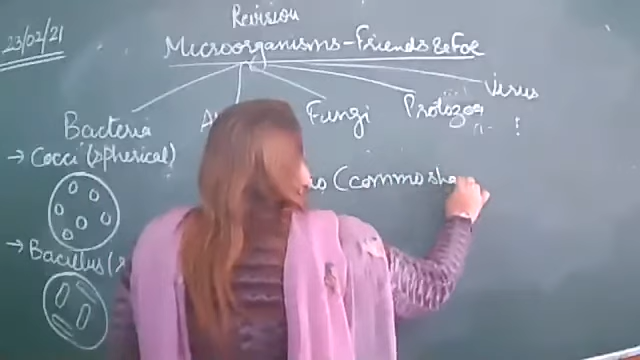 23/02/21
Revision
Microorganisms - Friends & Foe
Bacteria
Fungi
Protozoa
Virus
→ Cocci (spherical)
(comma sha
→ Bacillus (